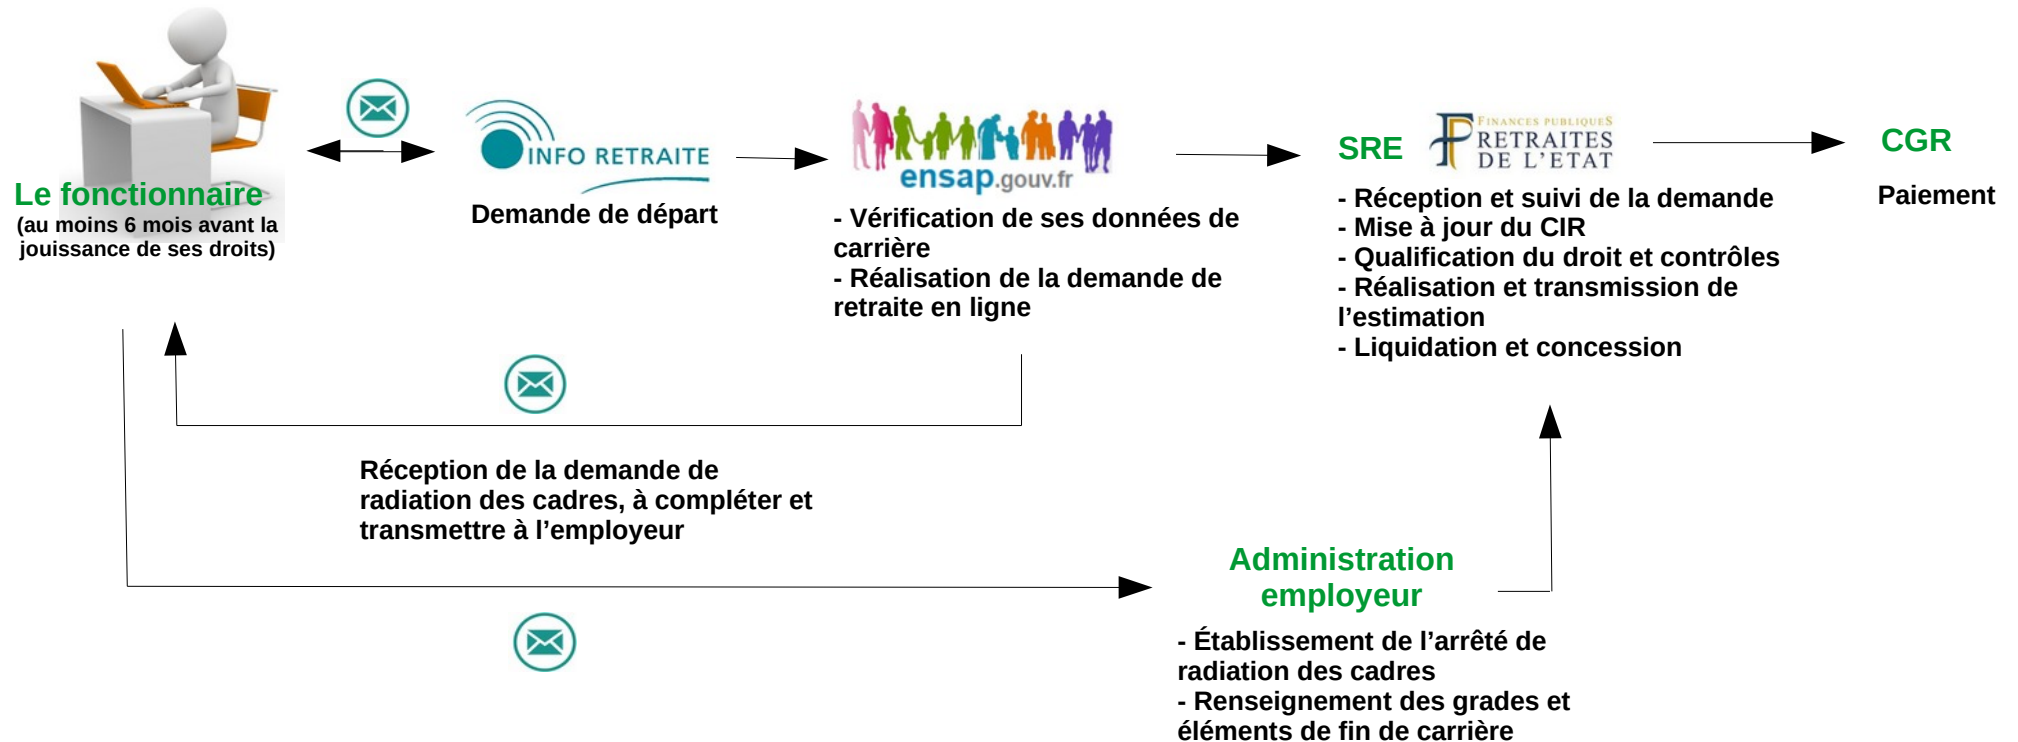 Le fonctionnaire
(au moins 6 mois avant la
jouissance de ses droits)
INFO RETRAITE
Demande de départ
ensap.gouv.fr
- Vérification de ses données de
carrière
- Réalisation de la demande de
retraite en ligne
SRE
FINANCES PUBLIQUES
RETRAITES
DE L'ETAT
- Réception et suivi de la demande
- Mise à jour du CIR
- Qualification du droit et contrôles
- Réalisation et transmission de
l’estimation
- Liquidation et concession
CGR
Paiement
Réception de la demande de
radiation des cadres, à compléter et
transmettre à l’employeur
Administration
employeur
- Établissement de l’arrêté de
radiation des cadres
- Renseignement des grades et
éléments de fin de carrière